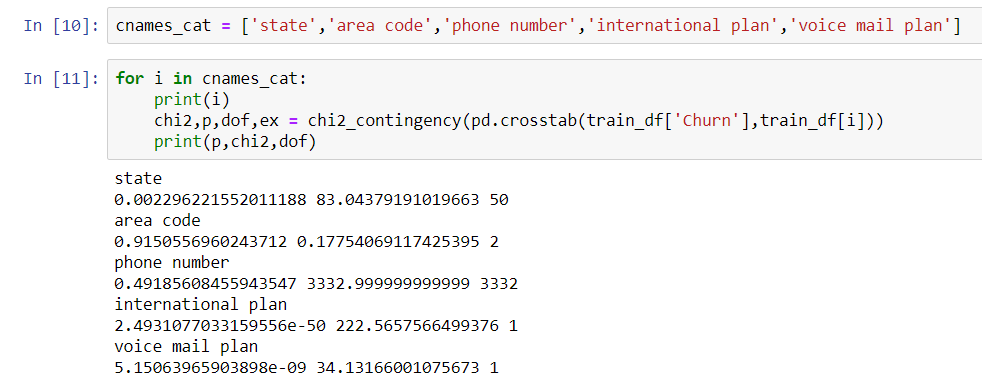 In [10]: cnames_cat = ['state','area code','phone number','international plan','voice mail plan']
In [11]: for i in cnames_cat:
    print(i)
    chi2,p,dof,ex = chi2_contingency(pd.crosstab(train_df['Churn'],train_df[i]))
    print(p,chi2,dof)
state
0.002296221552011188 83.04379191019663 50
area code
0.9150556960243712 0.17754069117425395 2
phone number
0.49185608455943547 3332.999999999999 3332
international plan
2.4931077033159556e-50 222.5657566499376 1
voice mail plan
5.15063965903898e-09 34.13166001075673 1